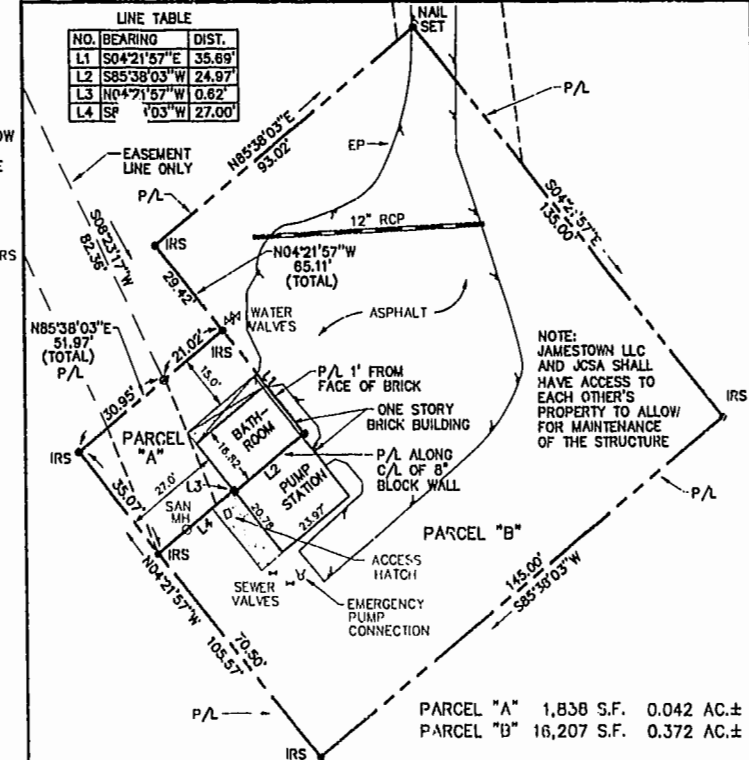 LINE TABLE
NO. BEARING DIST.
L1 S04°21'57"E 35.69'
L2 S85°38'03"W 24.97'
L3 N04°21'57"W 0.62'
L4 '03"W 27.00'
NAIL
SET
P/L
OW
E
RS
EASEMENT
LINE ONLY
P/L
N85°38'03"E
93.02'
EP
S08°23'17"W
82.36'
IRS
12" RCP
N04°21'57"W
65.11'
(TOTAL)
29.42'
S04°21'57"E
135.00'
N85°38'03"E
51.97'
(TOTAL)
P/L
21.02'
IRS
WATER
VALVES
ASPHALT
30.95'
15.0'
L1
P/L 1' FROM
FACE OF BRICK
NOTE:
JAMESTOWN LLC
AND JCSA SHALL
HAVE ACCESS TO
EACH OTHER'S
PROPERTY TO ALLOW
FOR MAINTENANCE
OF THE STRUCTURE
IRS
IRS
PARCEL
"A"
BATH-
ROOM
16.82'
ONE STORY
BRICK BUILDING
L2
P/L ALONG
C/L OF 8"
BLOCK WALL
35.07'
27.0'
L3
PUMP
STATION
SAN
MH
L4
20.78
23.97'
P/L
IRS
PARCEL "B"
N04°21'57"W
105.57'
70.50'
ACCESS
HATCH
SEWER
VALVES
EMERGENCY
PUMP
CONNECTION
145.00'
S85°38'03"W
P/L
IRS
PARCEL "A" 1,838 S.F. 0.042 AC.±
PARCEL "B" 16,207 S.F. 0.372 AC.±